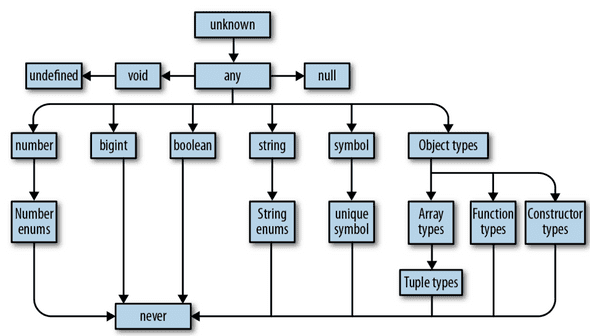 unknown
undefined
void
any
null
number
bigint
boolean
string
symbol
Object types
Number
enums
String
enums
unique
symbol
Array
types
Function
types
Constructor
types
Tuple types
never